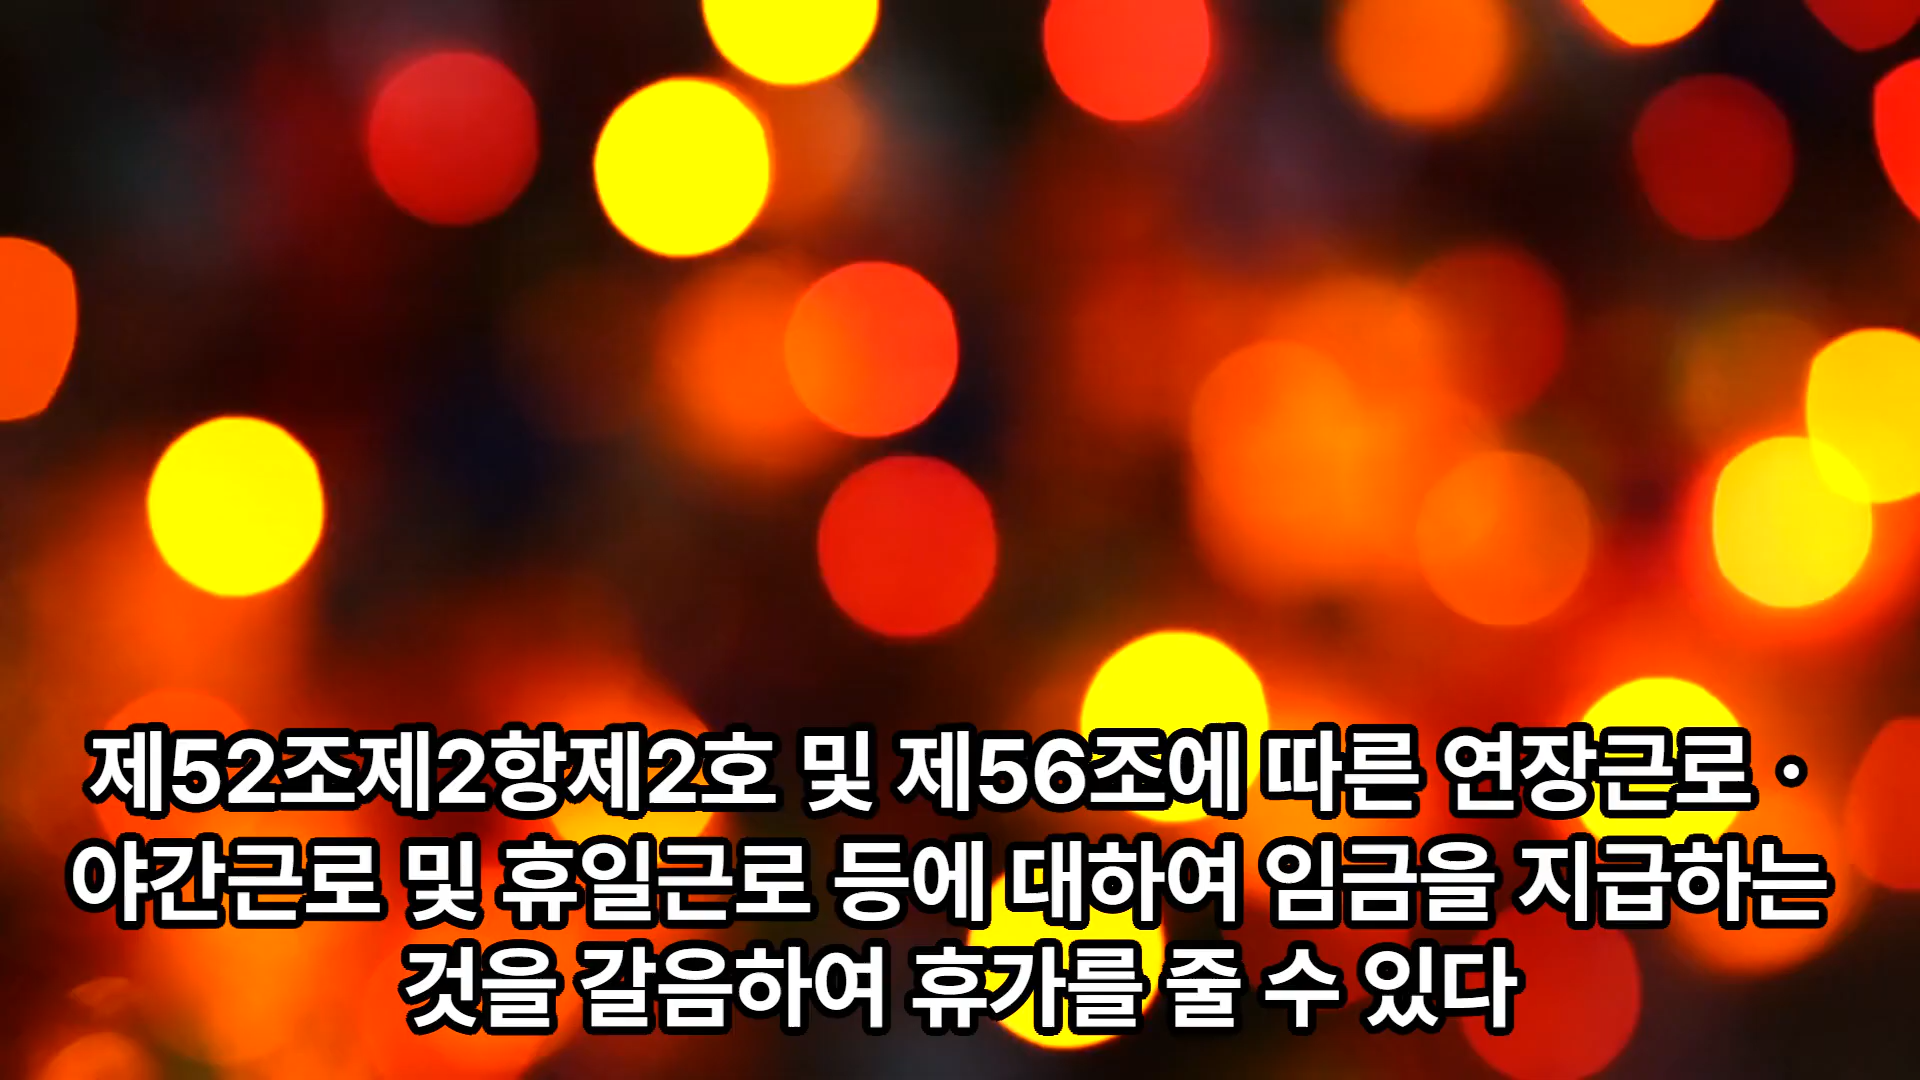 제52조제2항제2호 및 제56조에 따른 연장근로·
야간근로 및 휴일근로 등에 대하여 임금을 지급하는
것을 갈음하여 휴가를 줄 수 있다